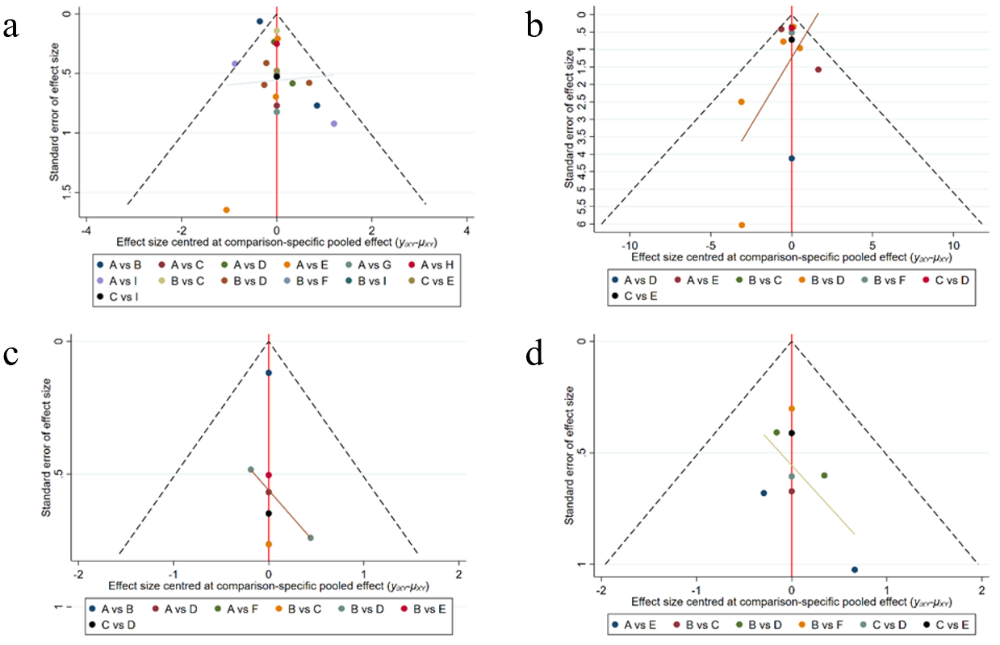 a
Standard error of effect size
0
.5
1
1.5
-4
-2
0
2
4
Effect size centred at comparison-specific pooled effect (yiXY-μXY)
A vs B A vs C A vs D A vs E A vs G A vs H
A vs I B vs C B vs D B vs F B vs I C vs E
C vs I
b
Standard error of effect size
0
.5
1
1.5
2
2.5
3
3.5
4
4.5
5
5.5
6
-10
-5
0
5
10
Effect size centred at comparison-specific pooled effect (yiXY-μXY)
A vs D A vs E B vs C B vs D B vs F C vs D
C vs E
c
Standard error of effect size
0
.5
1
-2
-1
0
1
2
Effect size centred at comparison-specific pooled effect (yiXY-μXY)
A vs B A vs D A vs F B vs C B vs D B vs E
C vs D
d
Standard error of effect size
0
.5
1
-2
-1
0
1
2
Effect size centred at comparison-specific pooled effect (yiXY-μXY)
A vs E B vs C B vs D B vs F C vs D C vs E